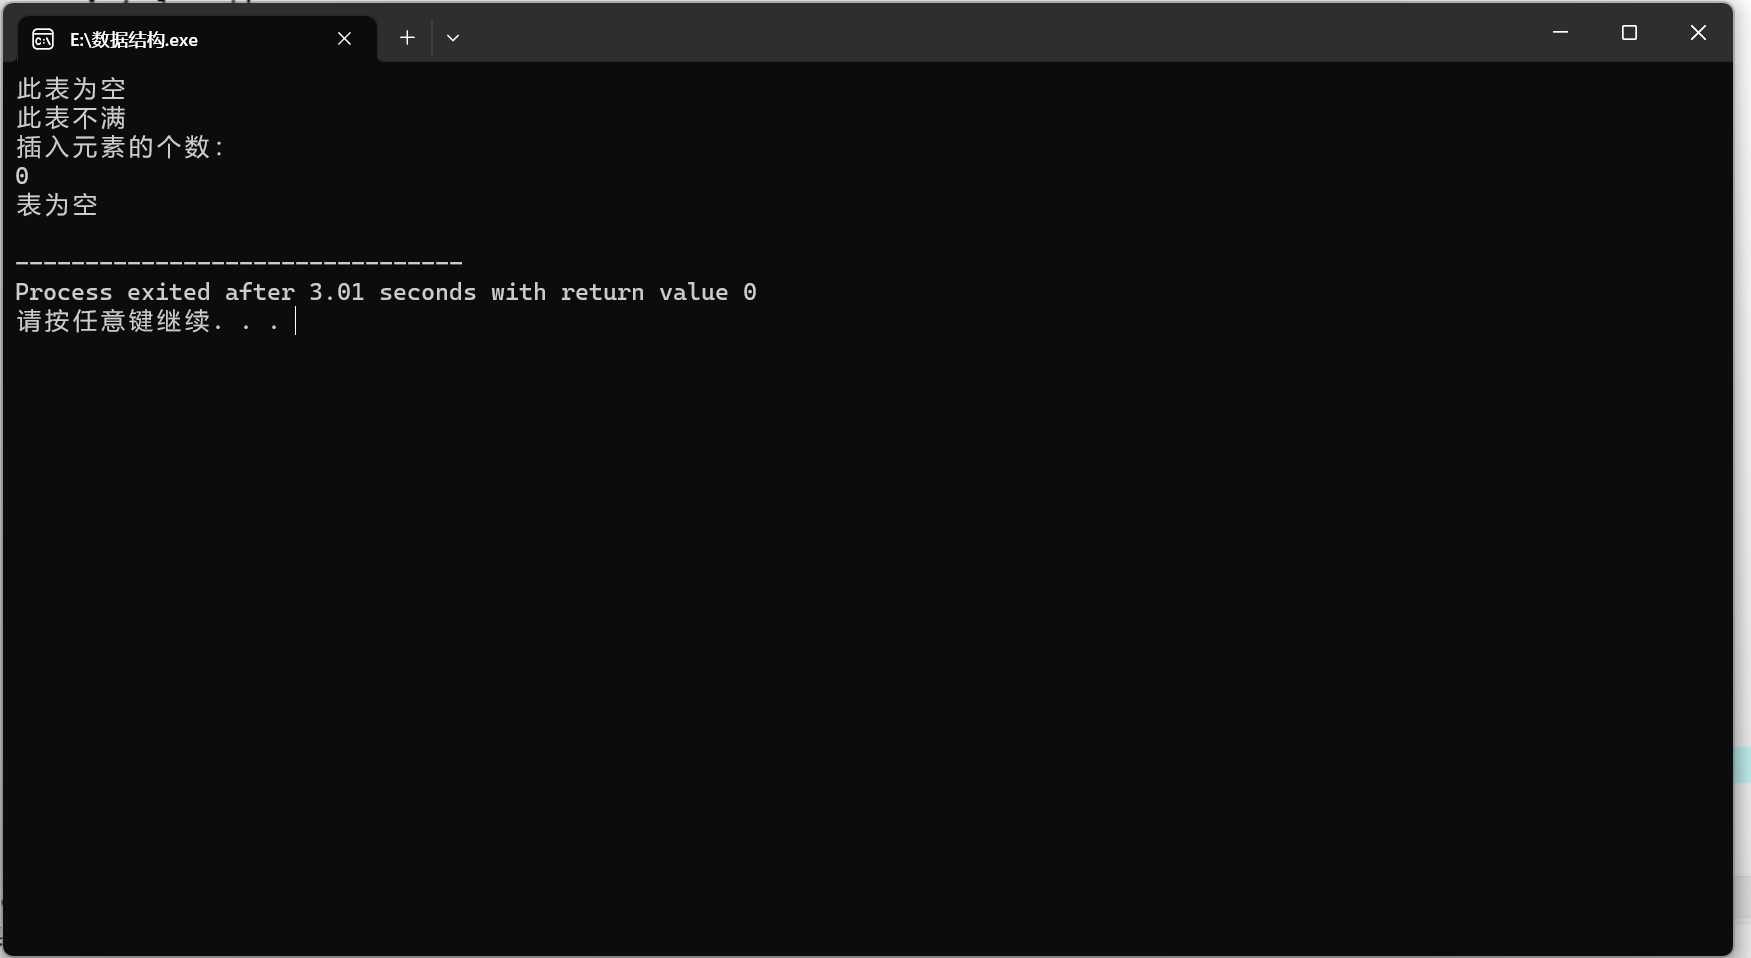 E:\数据结构.exe
此表为空
此表不满
插入元素的个数：
0
表为空
--------------------------------
Process exited after 3.01 seconds with return value 0
请按任意键继续. . .